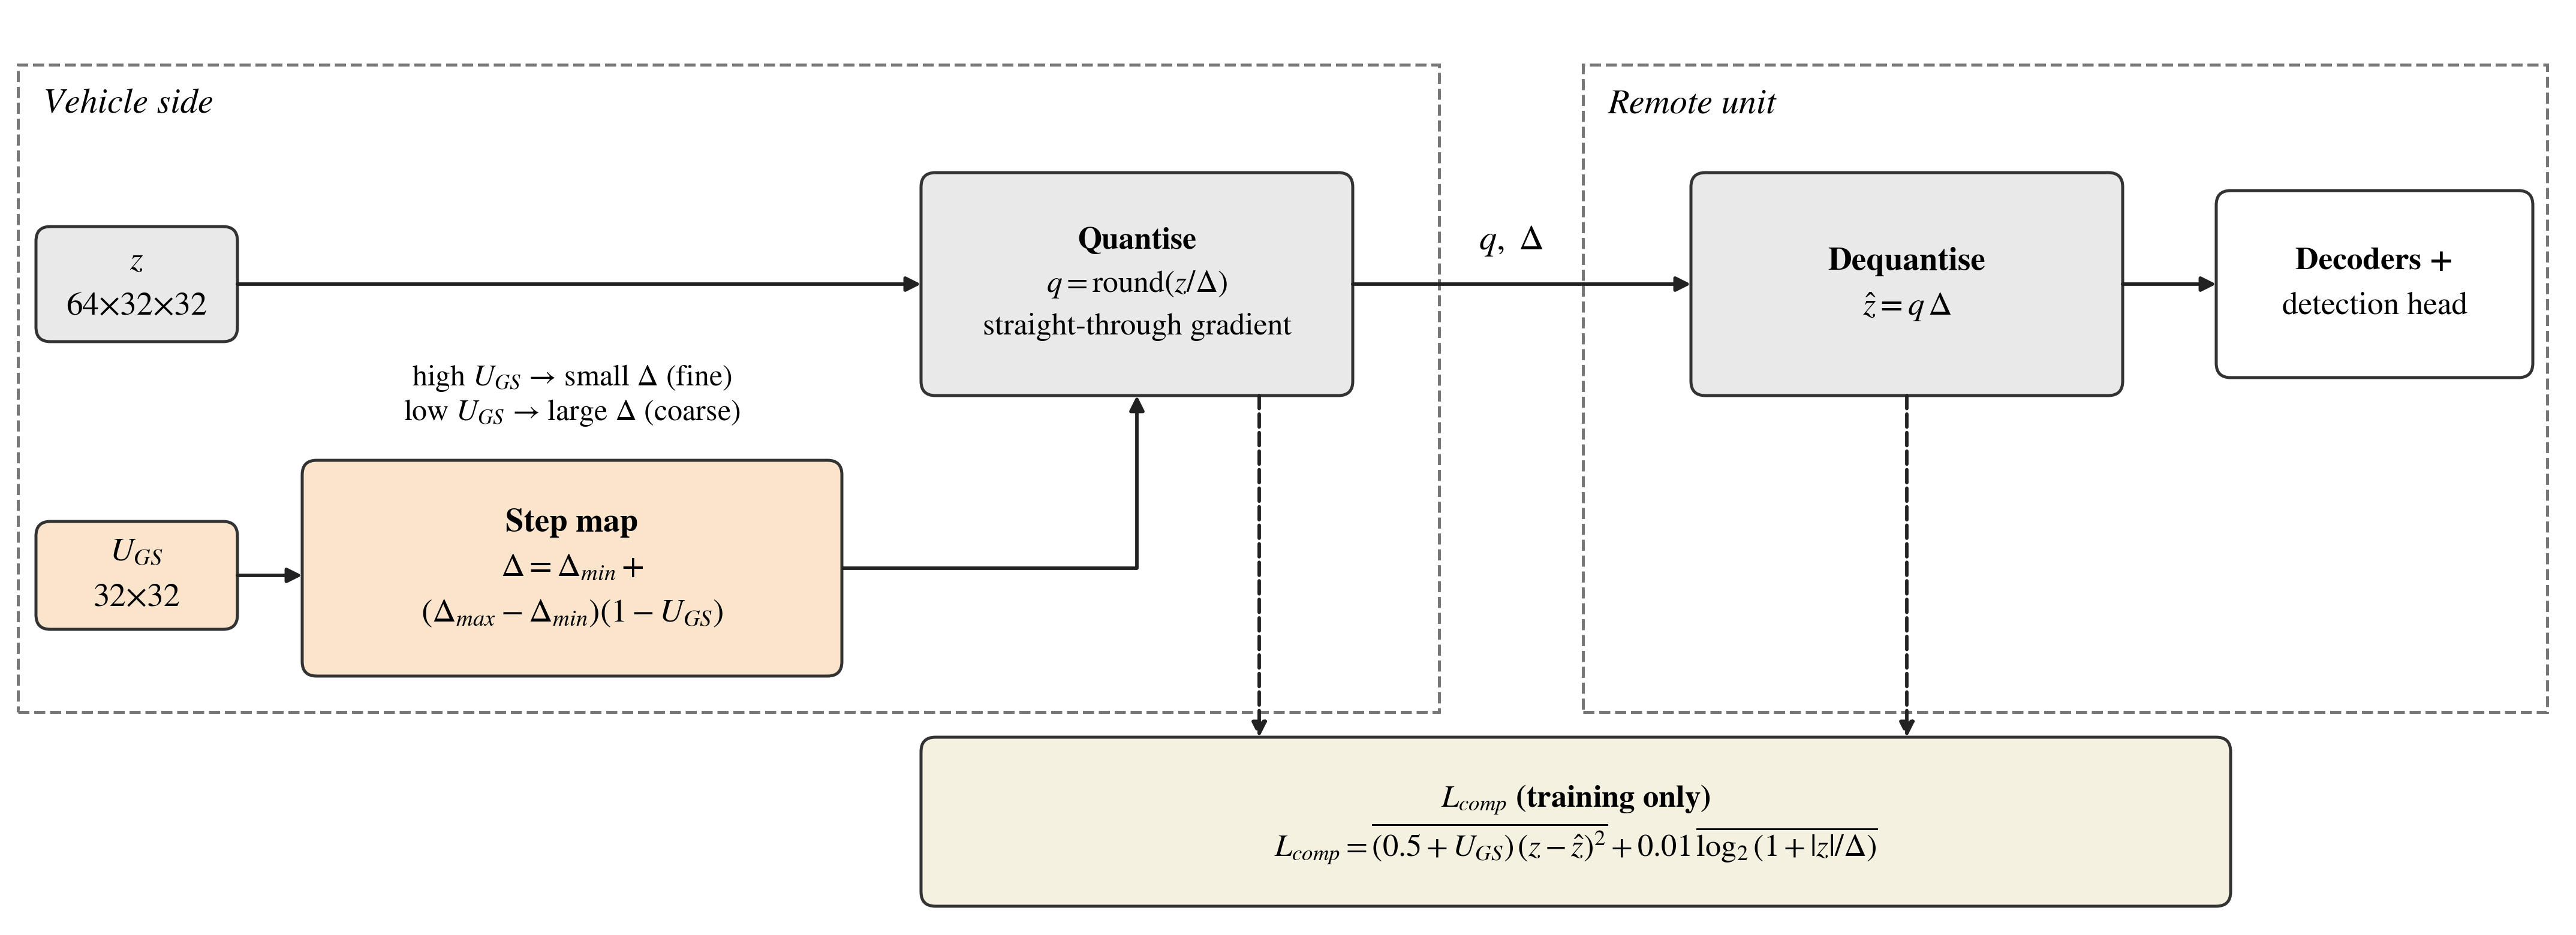 Vehicle side
z
64×32×32
high U_GS → small Δ (fine)
low U_GS → large Δ (coarse)
U_GS
32×32
Step map
Δ = Δ_min +
(Δ_max − Δ_min)(1 − U_GS)
Quantise
q = round(z/Δ)
straight-through gradient
q, Δ
Remote unit
Dequantise
ẑ = q Δ
Decoders +
detection head
L_comp (training only)
L_comp = \overline{(0.5 + U_GS)(z − ẑ)²} + 0.01 \overline{log₂ (1 + |z|/Δ)}